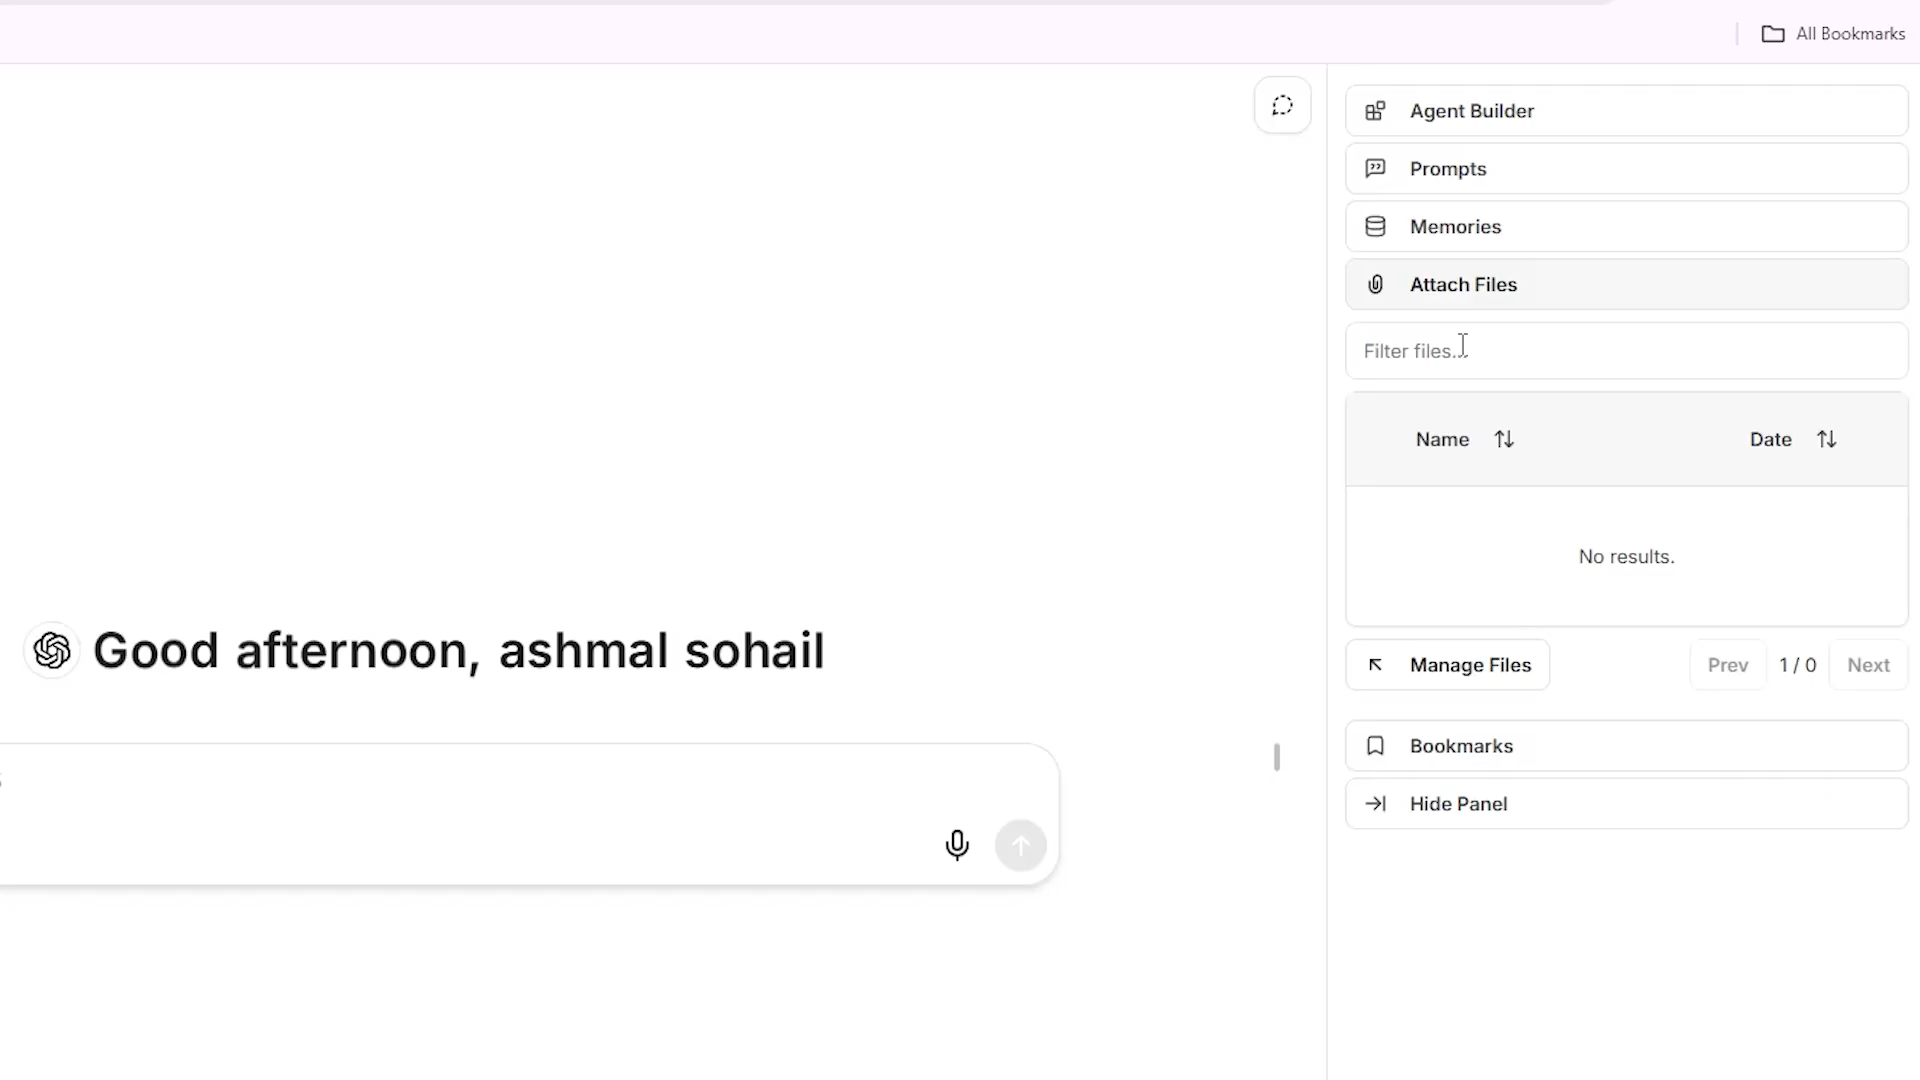 All Bookmarks
Agent Builder
Prompts
Memories
Attach Files
Filter files...
Name
Date
No results.
Good afternoon, ashmal sohail
Manage Files
Prev
1 / 0
Next
Bookmarks
Hide Panel